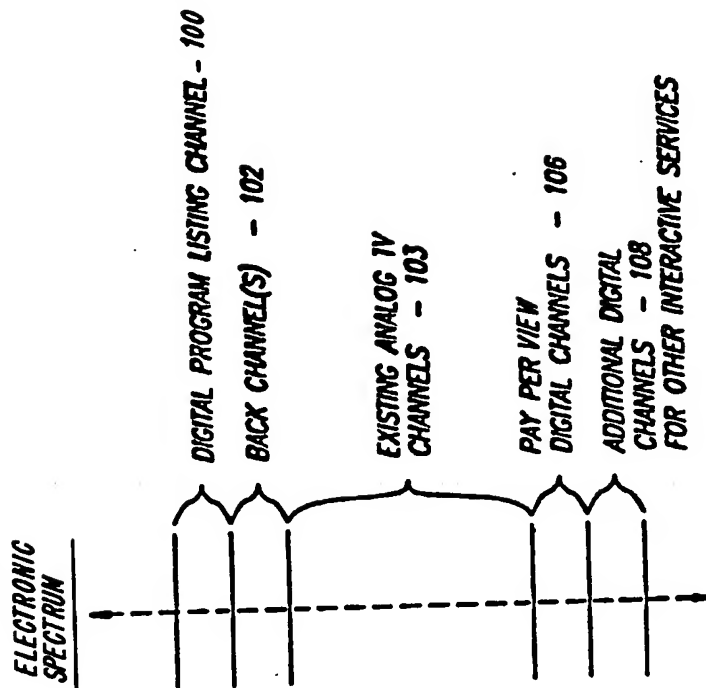 ELECTRONIC
SPECTRUM
DIGITAL PROGRAM LISTING CHANNEL - 100
BACK CHANNEL(S) - 102
EXISTING ANALOG TV
CHANNELS - 103
PAY PER VIEW
DIGITAL CHANNELS - 106
ADDITIONAL DIGITAL
CHANNELS - 108
FOR OTHER INTERACTIVE SERVICES